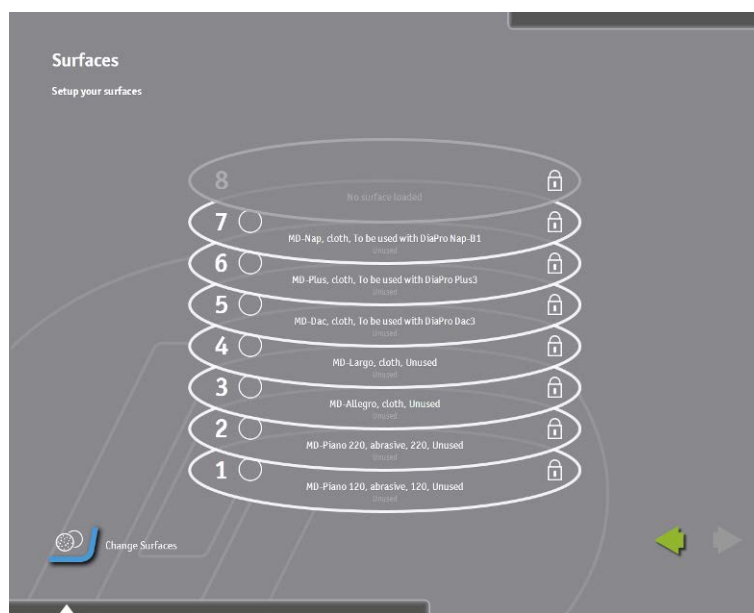 Surfaces
Setup your surfaces
8
No surface loaded
7
MD-Nap, cloth, To be used with DiaPro Nap-B1
Unused
6
MD-Plus, cloth, To be used with DiaPro Plus3
Unused
5
MD-Dac, cloth, To be used with DiaPro Dac3
Unused
4
MD-Largo, cloth, Unused
Unused
3
MD-Allegro, cloth, Unused
Unused
2
MD-Piano 220, abrasive, 220, Unused
Unused
1
MD-Piano 120, abrasive, 120, Unused
Unused
Change Surfaces